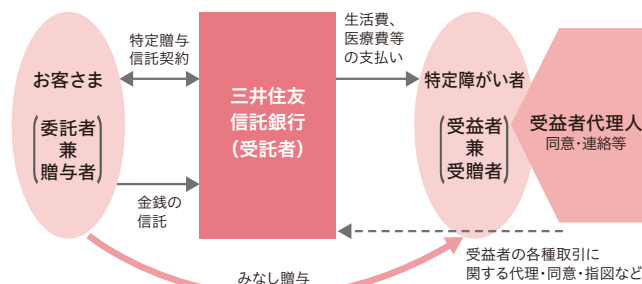 お客さま
(委託者
兼
贈与者)
特定贈与
信託契約
金銭の
信託
三井住友
信託銀行
(受託者)
生活費、
医療費等
の支払い
特定障がい者
(受益者
兼
受贈者)
受益者代理人
同意・連絡等
受益者の各種取引に
関する代理・同意・指図など
みなし贈与